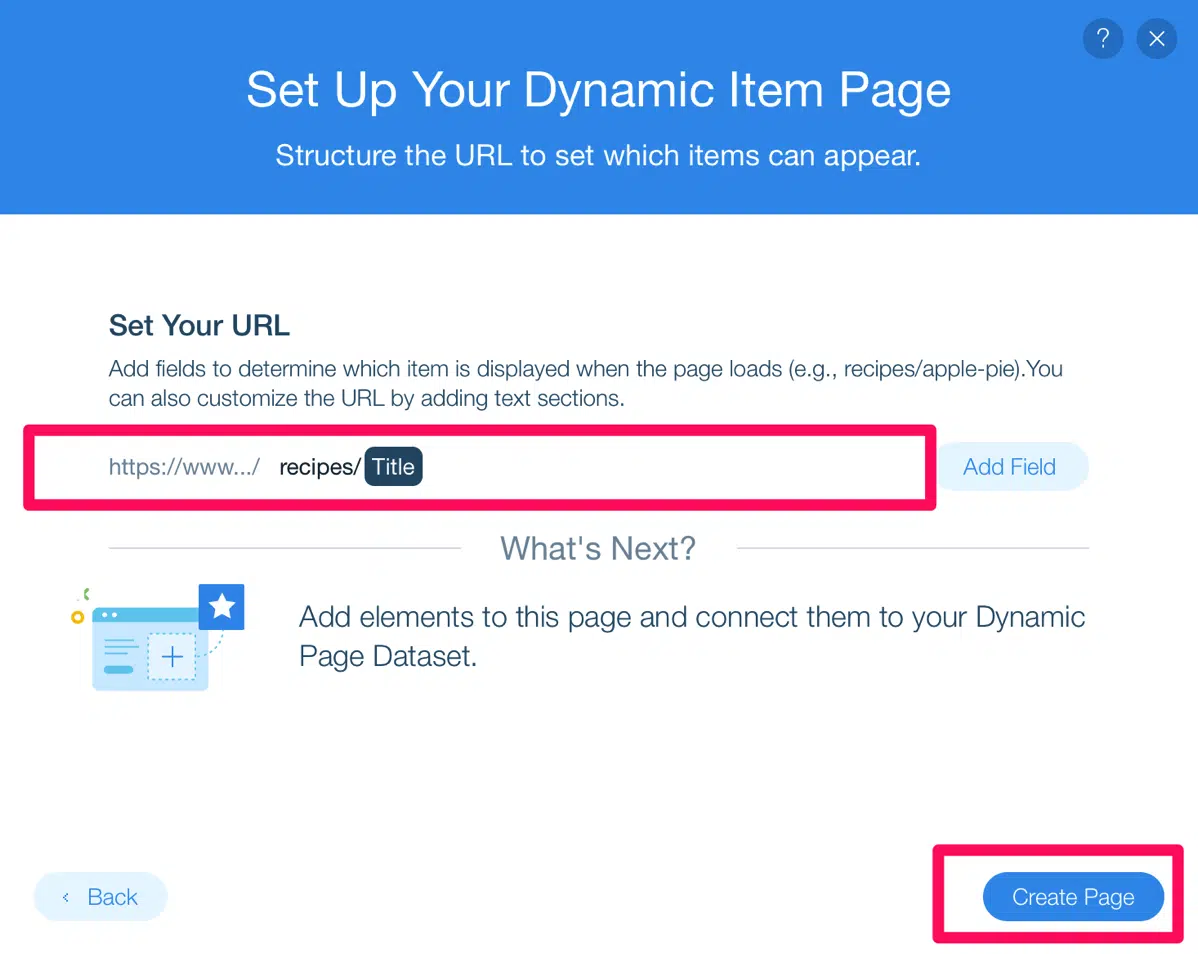 ?
Set Up Your Dynamic Item Page
Structure the URL to set which items can appear.
Set Your URL
Add fields to determine which item is displayed when the page loads (e.g., recipes/apple-pie).You
can also customize the URL by adding text sections.
https://www.../ recipes/ Title Add Field
What's Next?
Add elements to this page and connect them to your Dynamic
Page Dataset.
‹ Back
Create Page